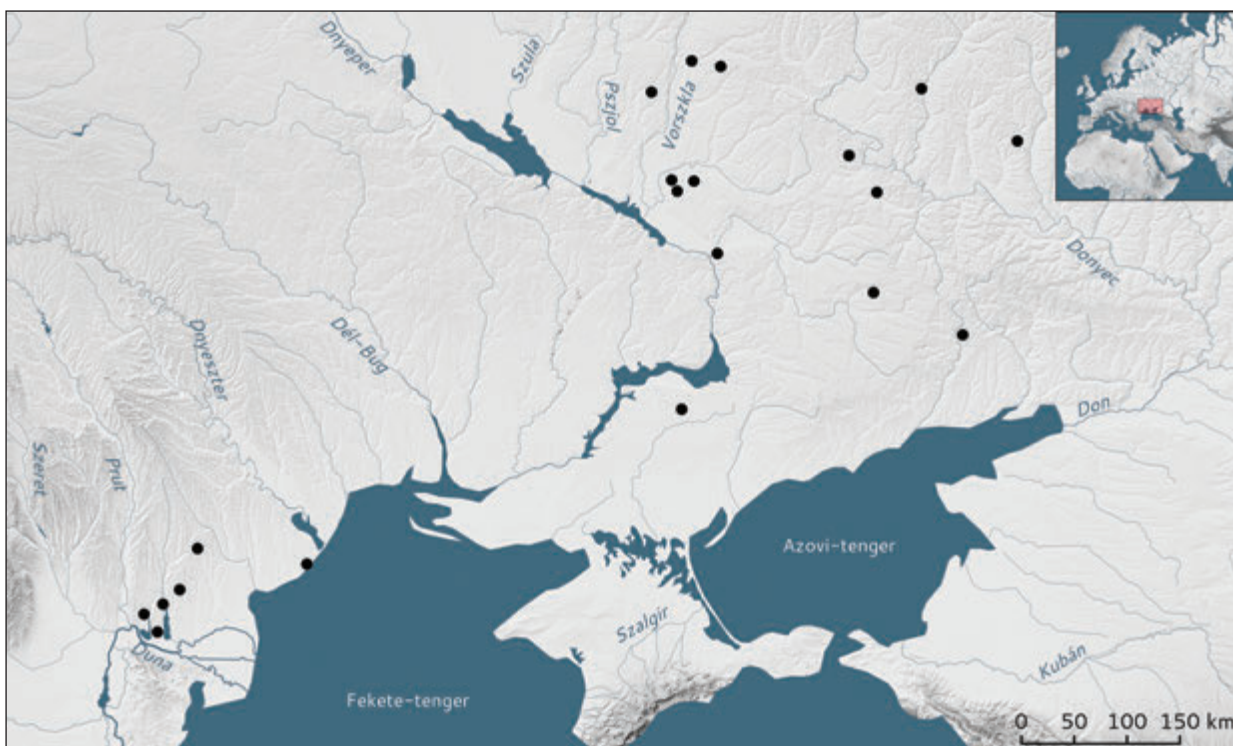 Dnyeper
Szula
Pszjol
Vorszkla
Donyec
Dnyeszter
Dél-Bug
Don
Szeret
Prut
Azovi-tenger
Szalgir
Duna
Kubán
Fekete-tenger
0 50 100 150 km